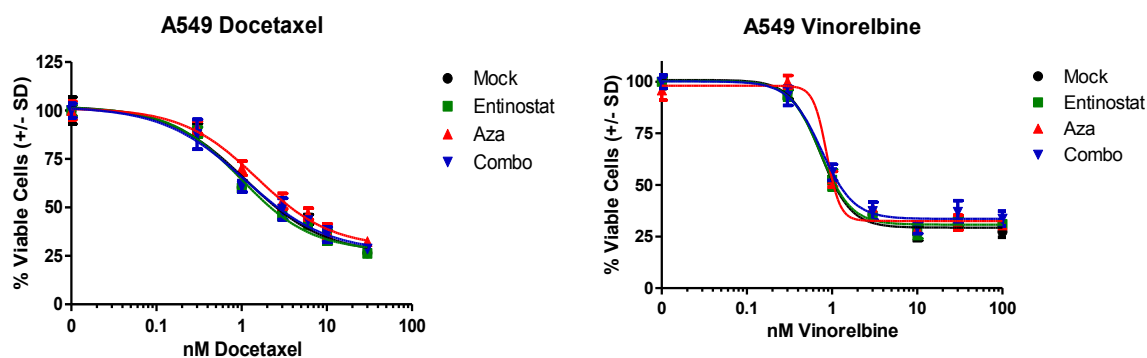 A549 Docetaxel
% Viable Cells (+/- SD)
125
100
75
50
25
0
0
0.1
1
10
100
nM Docetaxel
Mock
Entinostat
Aza
Combo
A549 Vinorelbine
% Viable Cells (+/- SD)
100
75
50
25
0
0
0.1
1
10
100
nM Vinorelbine
Mock
Entinostat
Aza
Combo